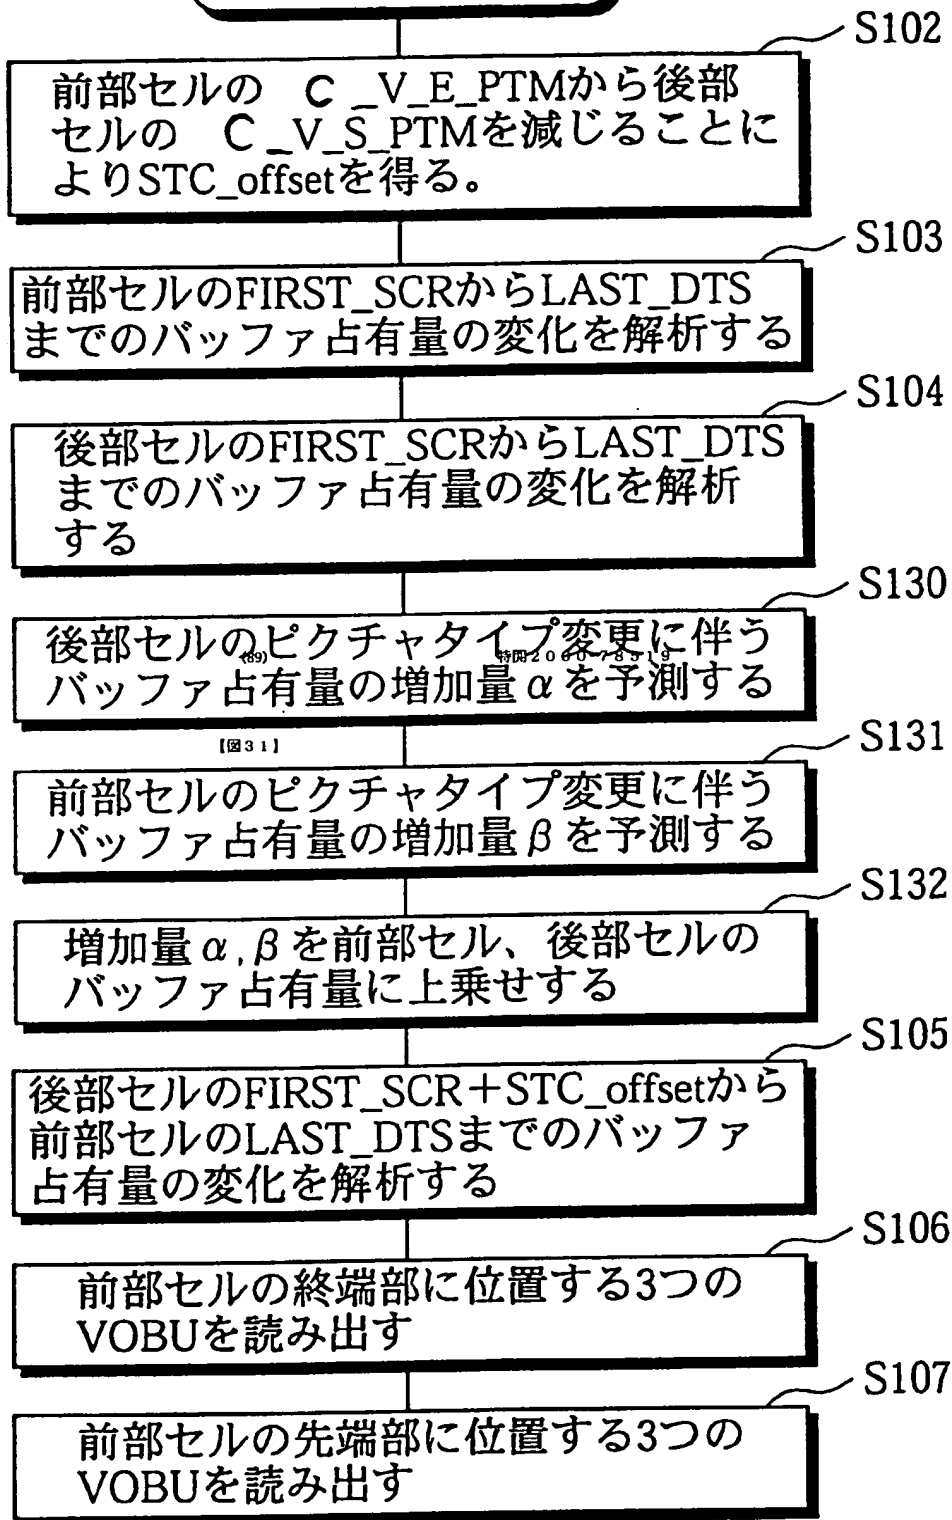 S102
前部セルの C_V_E_PTMから後部
セルの C_V_S_PTMを減じることに
よりSTC_offsetを得る。
S103
前部セルのFIRST_SCRからLAST_DTS
までのバッファ占有量の変化を解析する
S104
後部セルのFIRST_SCRからLAST_DTS
までのバッファ占有量の変化を解析
する
S130
後部セルのピクチャタイプ変更に伴う
(89)
特開2000-78519
バッファ占有量の増加量αを予測する
【図31】
S131
前部セルのピクチャタイプ変更に伴う
バッファ占有量の増加量βを予測する
S132
増加量α,βを前部セル、後部セルの
バッファ占有量に上乗せする
S105
後部セルのFIRST_SCR+STC_offsetから
前部セルのLAST_DTSまでのバッファ
占有量の変化を解析する
S106
前部セルの終端部に位置する3つの
VOBUを読み出す
S107
前部セルの先端部に位置する3つの
VOBUを読み出す